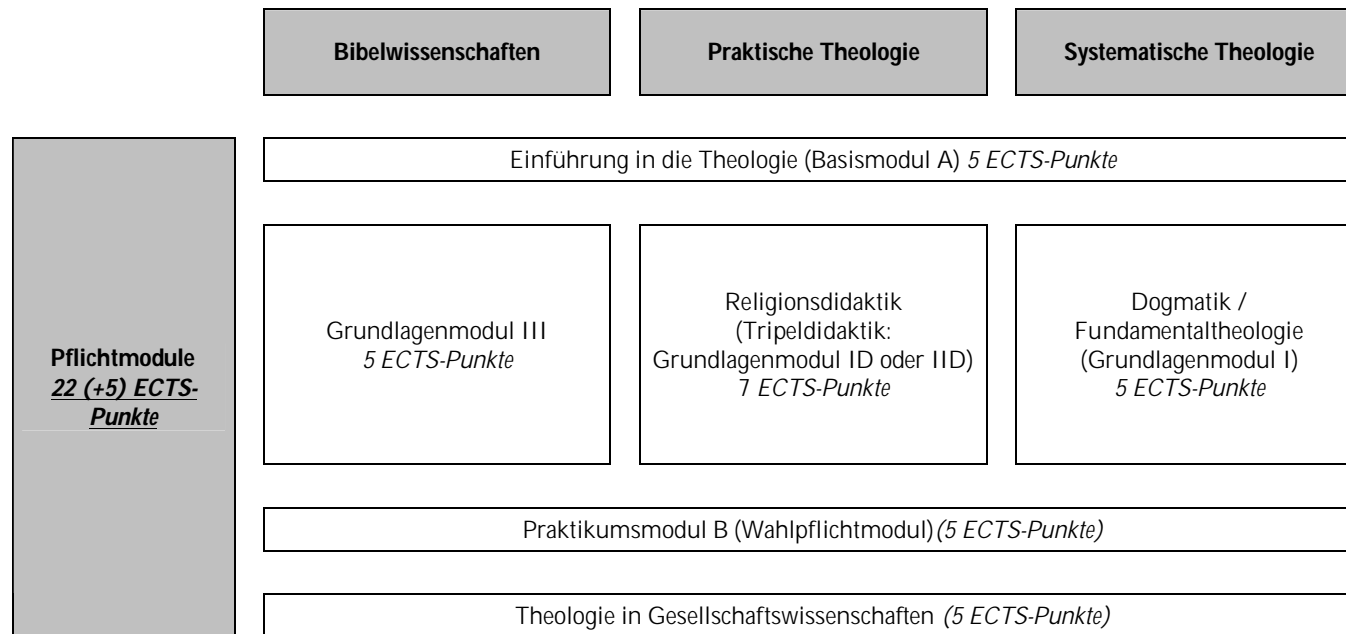 Bibelwissenschaften
Praktische Theologie
Systematische Theologie
Einführung in die Theologie (Basismodul A) 5 ECTS-Punkte
Pflichtmodule
22 (+5) ECTS-
Punkte
Grundlagenmodul III
5 ECTS-Punkte
Religionsdidaktik
(Tripeldidaktik:
Grundlagenmodul ID oder IID)
7 ECTS-Punkte
Dogmatik /
Fundamentaltheologie
(Grundlagenmodul I)
5 ECTS-Punkte
Praktikumsmodul B (Wahlpflichtmodul) (5 ECTS-Punkte)
Theologie in Gesellschaftswissenschaften (5 ECTS-Punkte)